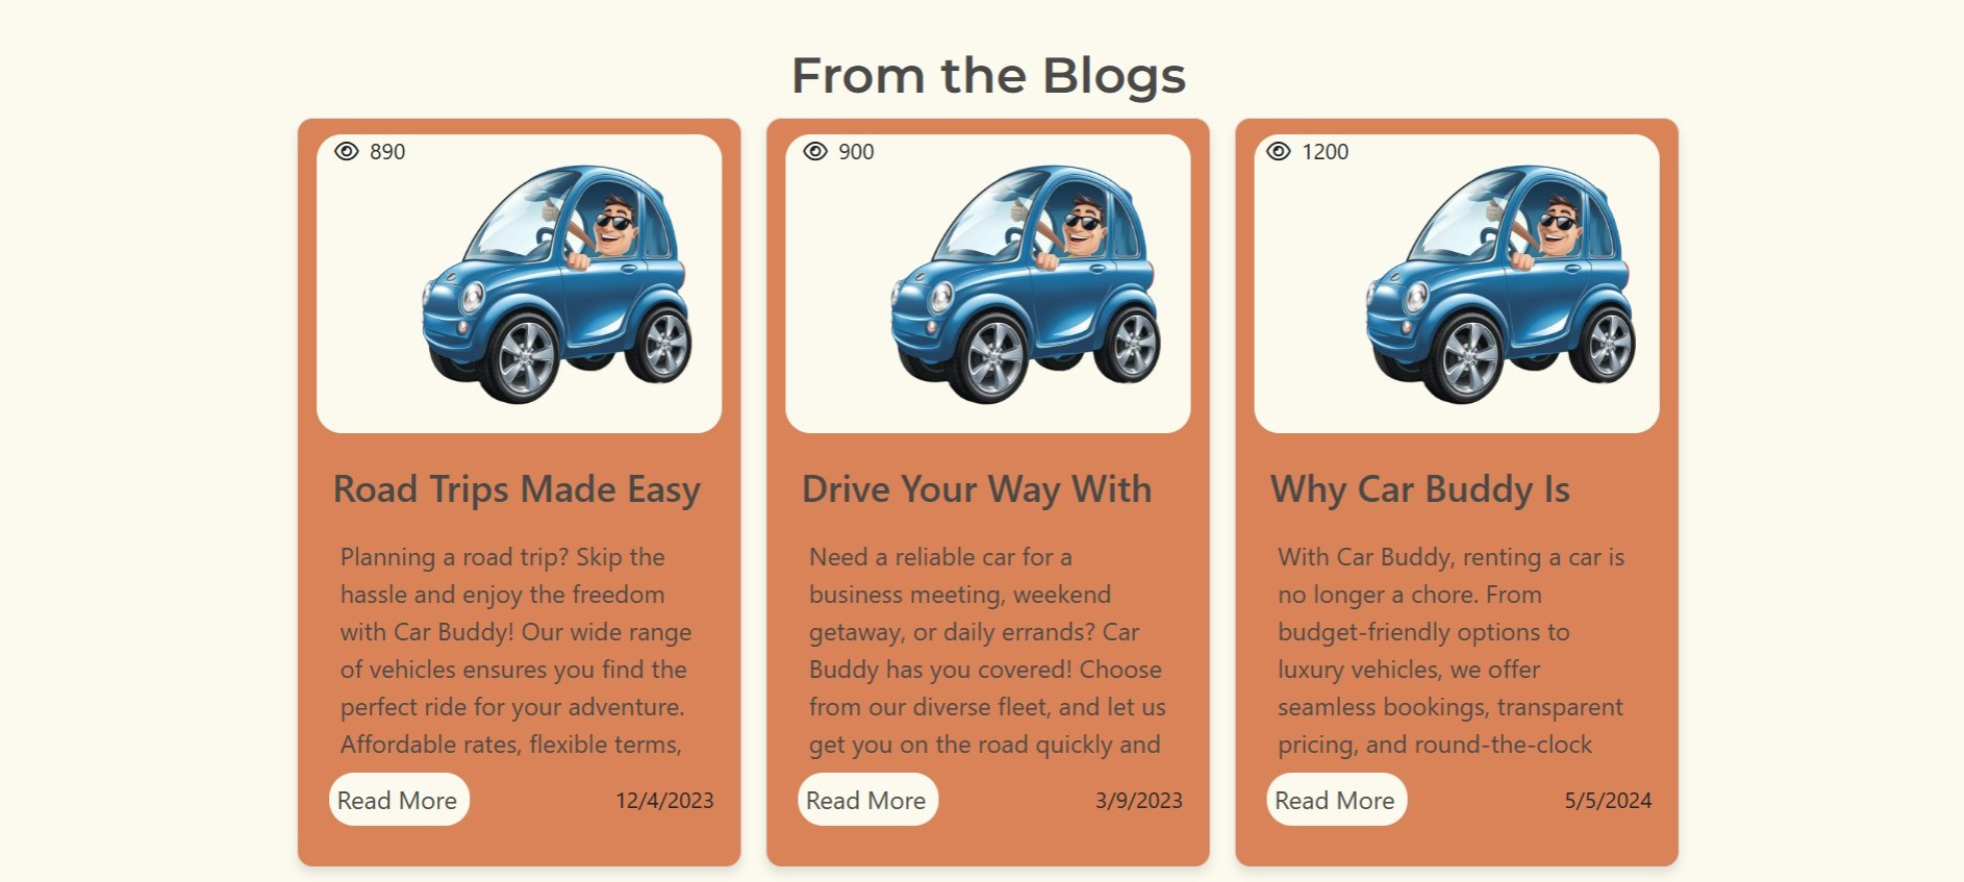 From the Blogs
890
Road Trips Made Easy
Planning a road trip? Skip the
hassle and enjoy the freedom
with Car Buddy! Our wide range
of vehicles ensures you find the
perfect ride for your adventure.
Affordable rates, flexible terms,
Read More
12/4/2023
900
Drive Your Way With
Need a reliable car for a
business meeting, weekend
getaway, or daily errands? Car
Buddy has you covered! Choose
from our diverse fleet, and let us
get you on the road quickly and
Read More
3/9/2023
1200
Why Car Buddy Is
With Car Buddy, renting a car is
no longer a chore. From
budget-friendly options to
luxury vehicles, we offer
seamless bookings, transparent
pricing, and round-the-clock
Read More
5/5/2024